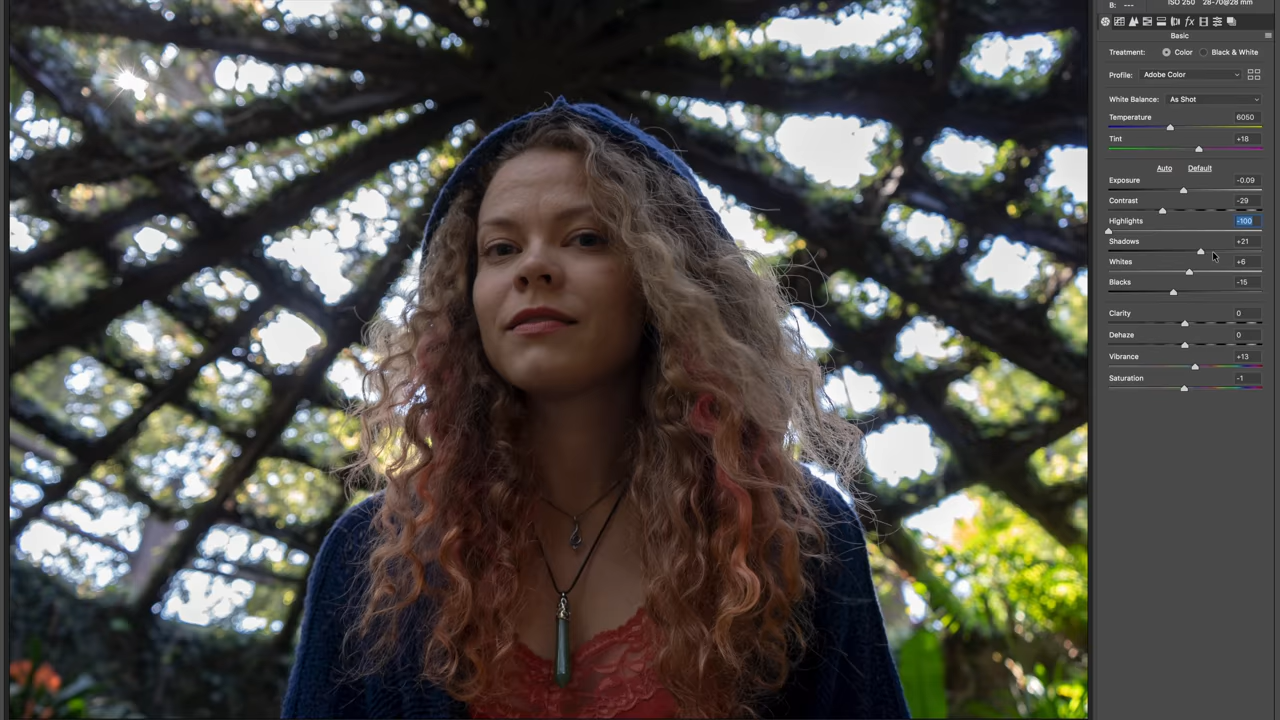 B: --- ISO 250 28-70@28 mm
fx
Basic
Treatment: Color Black & White
Profile: Adobe Color
White Balance: As Shot
Temperature 6050
Tint +18
Auto Default
Exposure -0.09
Contrast -29
Highlights -100
Shadows +21
Whites +6
Blacks -15
Clarity 0
Dehaze 0
Vibrance +13
Saturation -1